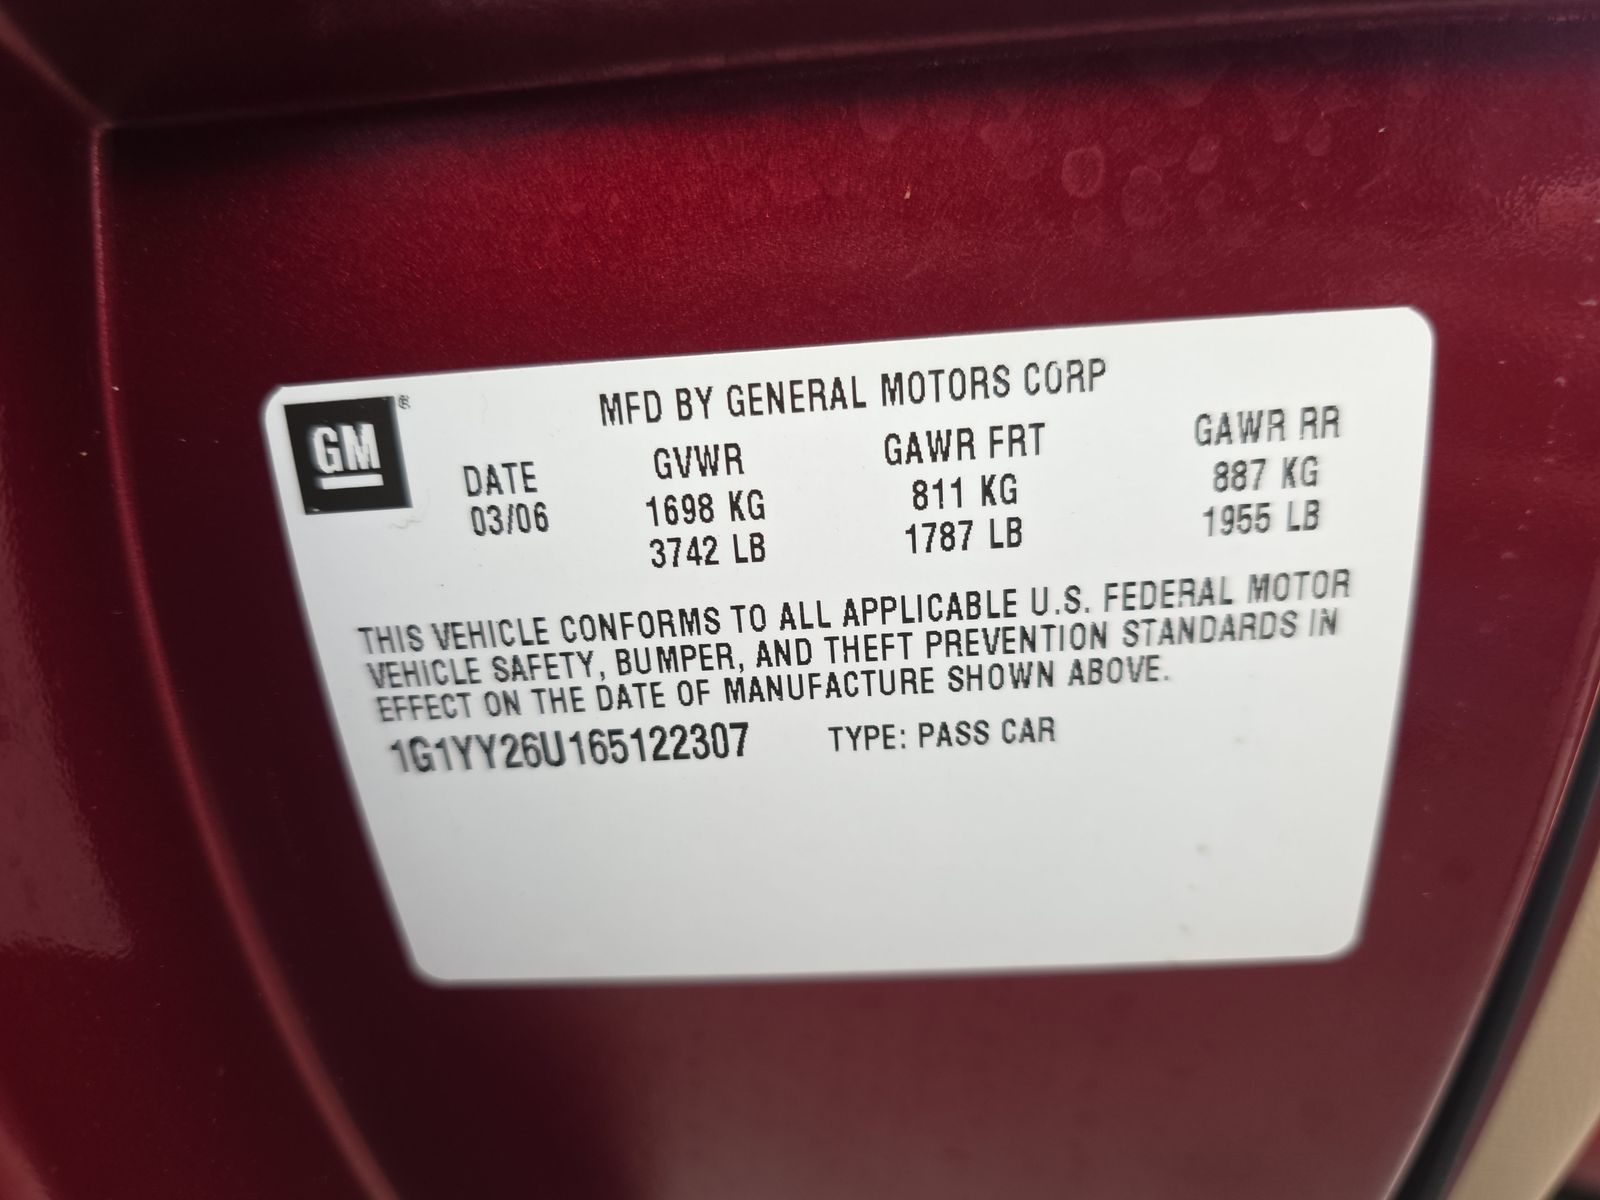 GM ®
MFD BY GENERAL MOTORS CORP
DATE GVWR GAWR FRT GAWR RR
03/06 1698 KG 811 KG 887 KG
3742 LB 1787 LB 1955 LB
THIS VEHICLE CONFORMS TO ALL APPLICABLE U.S. FEDERAL MOTOR
VEHICLE SAFETY, BUMPER, AND THEFT PREVENTION STANDARDS IN
EFFECT ON THE DATE OF MANUFACTURE SHOWN ABOVE.
1G1YY26U165122307 TYPE: PASS CAR